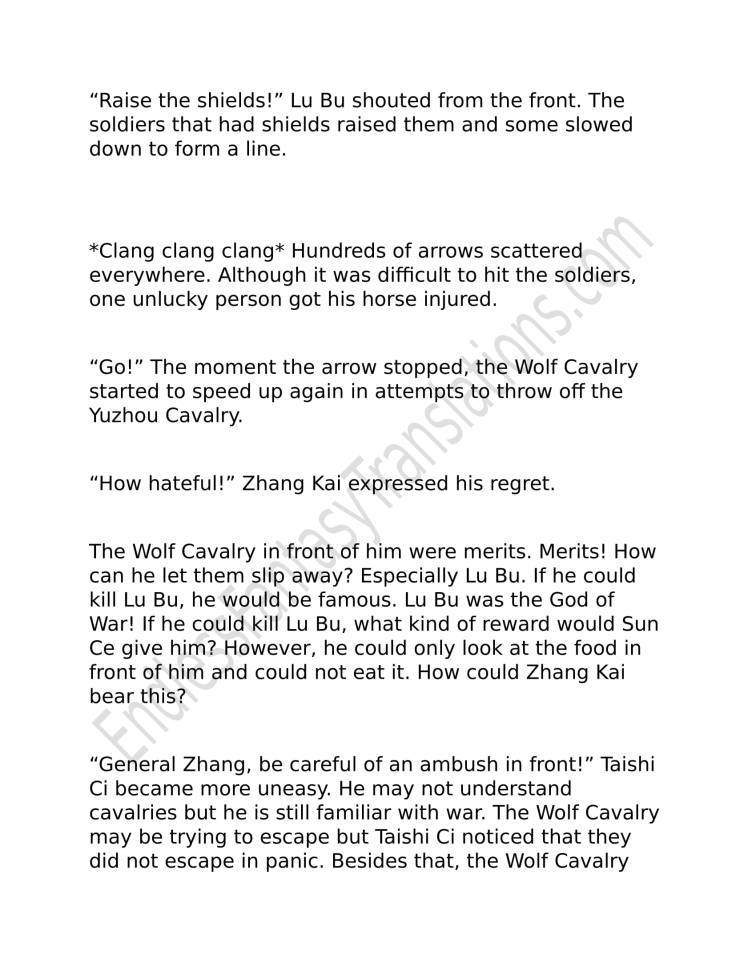 “Raise the shields!” Lu Bu shouted from the front. The
soldiers that had shields raised them and some slowed
down to form a line.
*Clang clang clang* Hundreds of arrows scattered
everywhere. Although it was difficult to hit the soldiers,
one unlucky person got his horse injured.
“Go!” The moment the arrow stopped, the Wolf Cavalry
started to speed up again in attempts to throw off the
Yuzhou Cavalry.
“How hateful!” Zhang Kai expressed his regret.
The Wolf Cavalry in front of him were merits. Merits! How
can he let them slip away? Especially Lu Bu. If he could
kill Lu Bu, he would be famous. Lu Bu was the God of
War! If he could kill Lu Bu, what kind of reward would Sun
Ce give him? However, he could only look at the food in
front of him and could not eat it. How could Zhang Kai
bear this?
“General Zhang, be careful of an ambush in front!” Taishi
Ci became more uneasy. He may not understand
cavalries but he is still familiar with war. The Wolf Cavalry
may be trying to escape but Taishi Ci noticed that they
did not escape in panic. Besides that, the Wolf Cavalry
EndlessFantasyTranslations.com